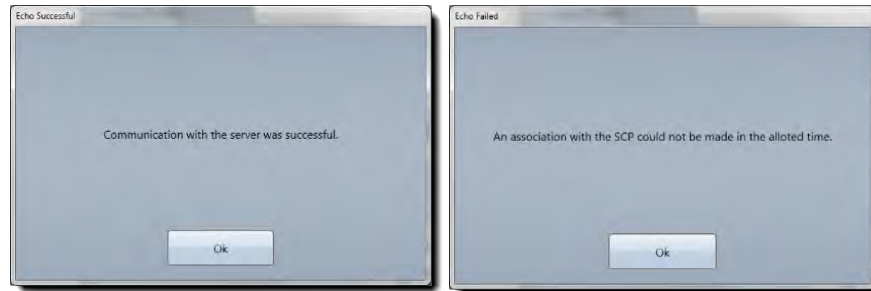 Echo Successful
Communication with the server was successful.
Ok
Echo Failed
An association with the SCP could not be made in the alloted time.
Ok